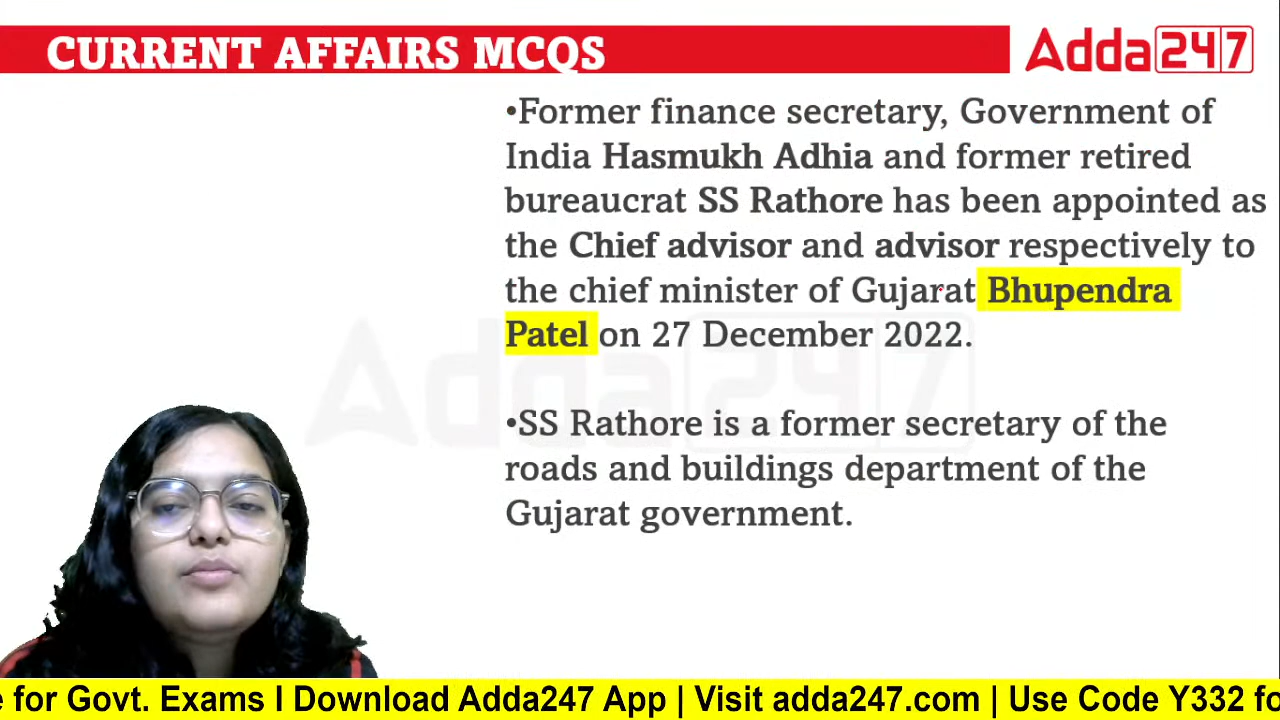 CURRENT AFFAIRS MCQS
Adda247
•Former finance secretary, Government of
India Hasmukh Adhia and former retired
bureaucrat SS Rathore has been appointed as
the Chief advisor and advisor respectively to
the chief minister of Gujarat Bhupendra
Patel on 27 December 2022.
Adda247
•SS Rathore is a former secretary of the
roads and buildings department of the
Gujarat government.
e for Govt. Exams I Download Adda247 App | Visit adda247.com | Use Code Y332 fo